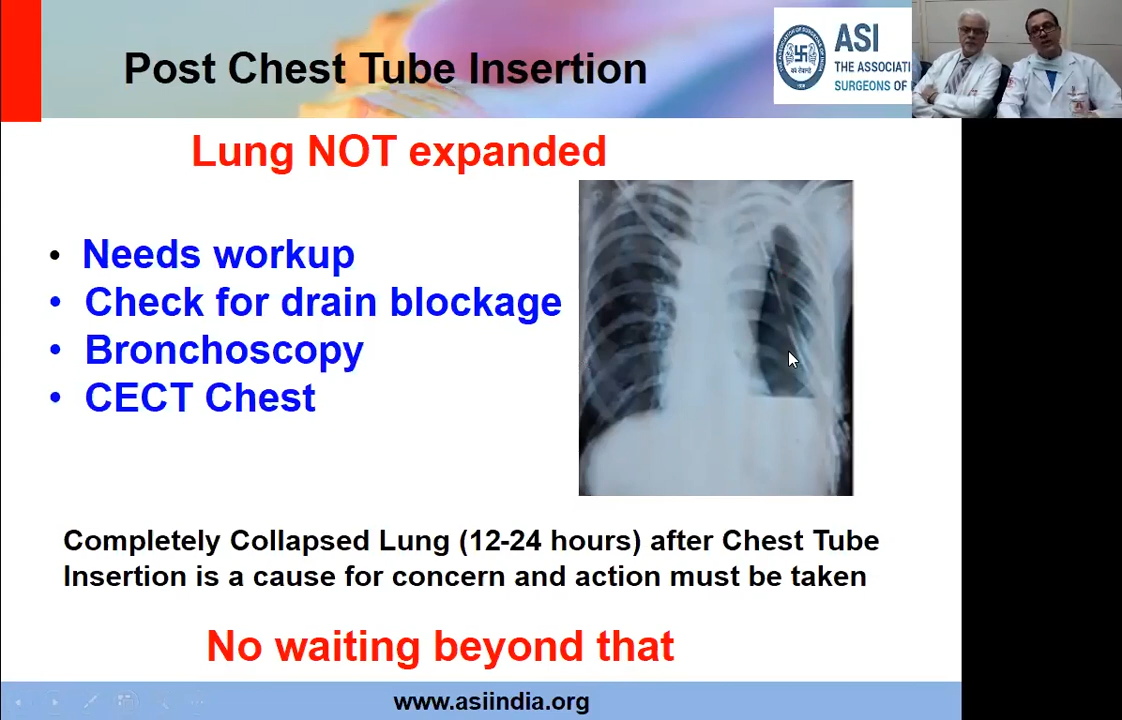 Post Chest Tube Insertion
ASI
THE ASSOCIATI
SURGEONS OF
Lung NOT expanded
• Needs workup
• Check for drain blockage
• Bronchoscopy
• CECT Chest
Completely Collapsed Lung (12-24 hours) after Chest Tube
Insertion is a cause for concern and action must be taken
No waiting beyond that
www.asiindia.org